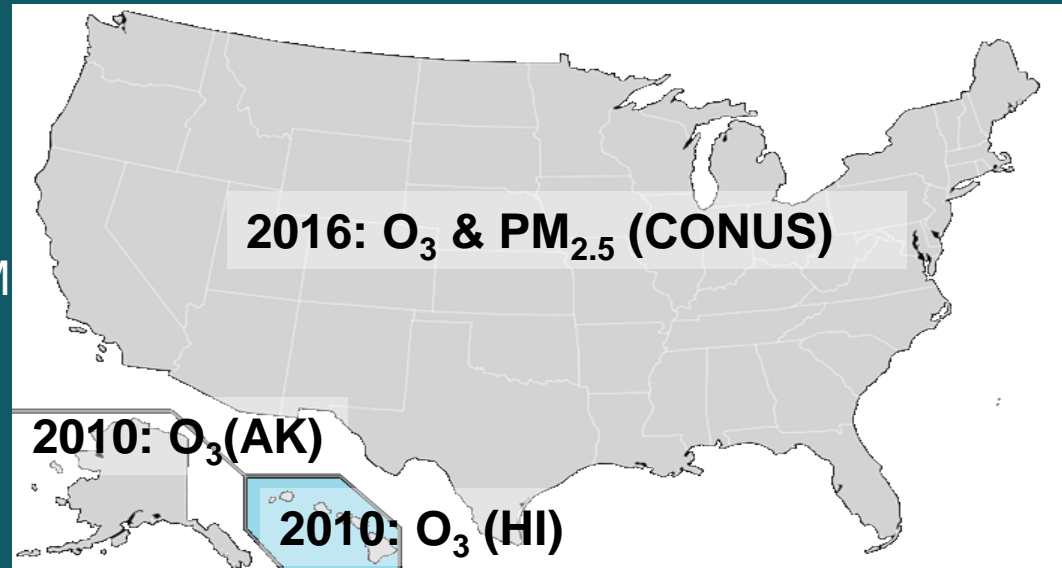 2016: O₃ & PM₂.₅ (CONUS)
M
2010: O₃(AK)
2010: O₃ (HI)